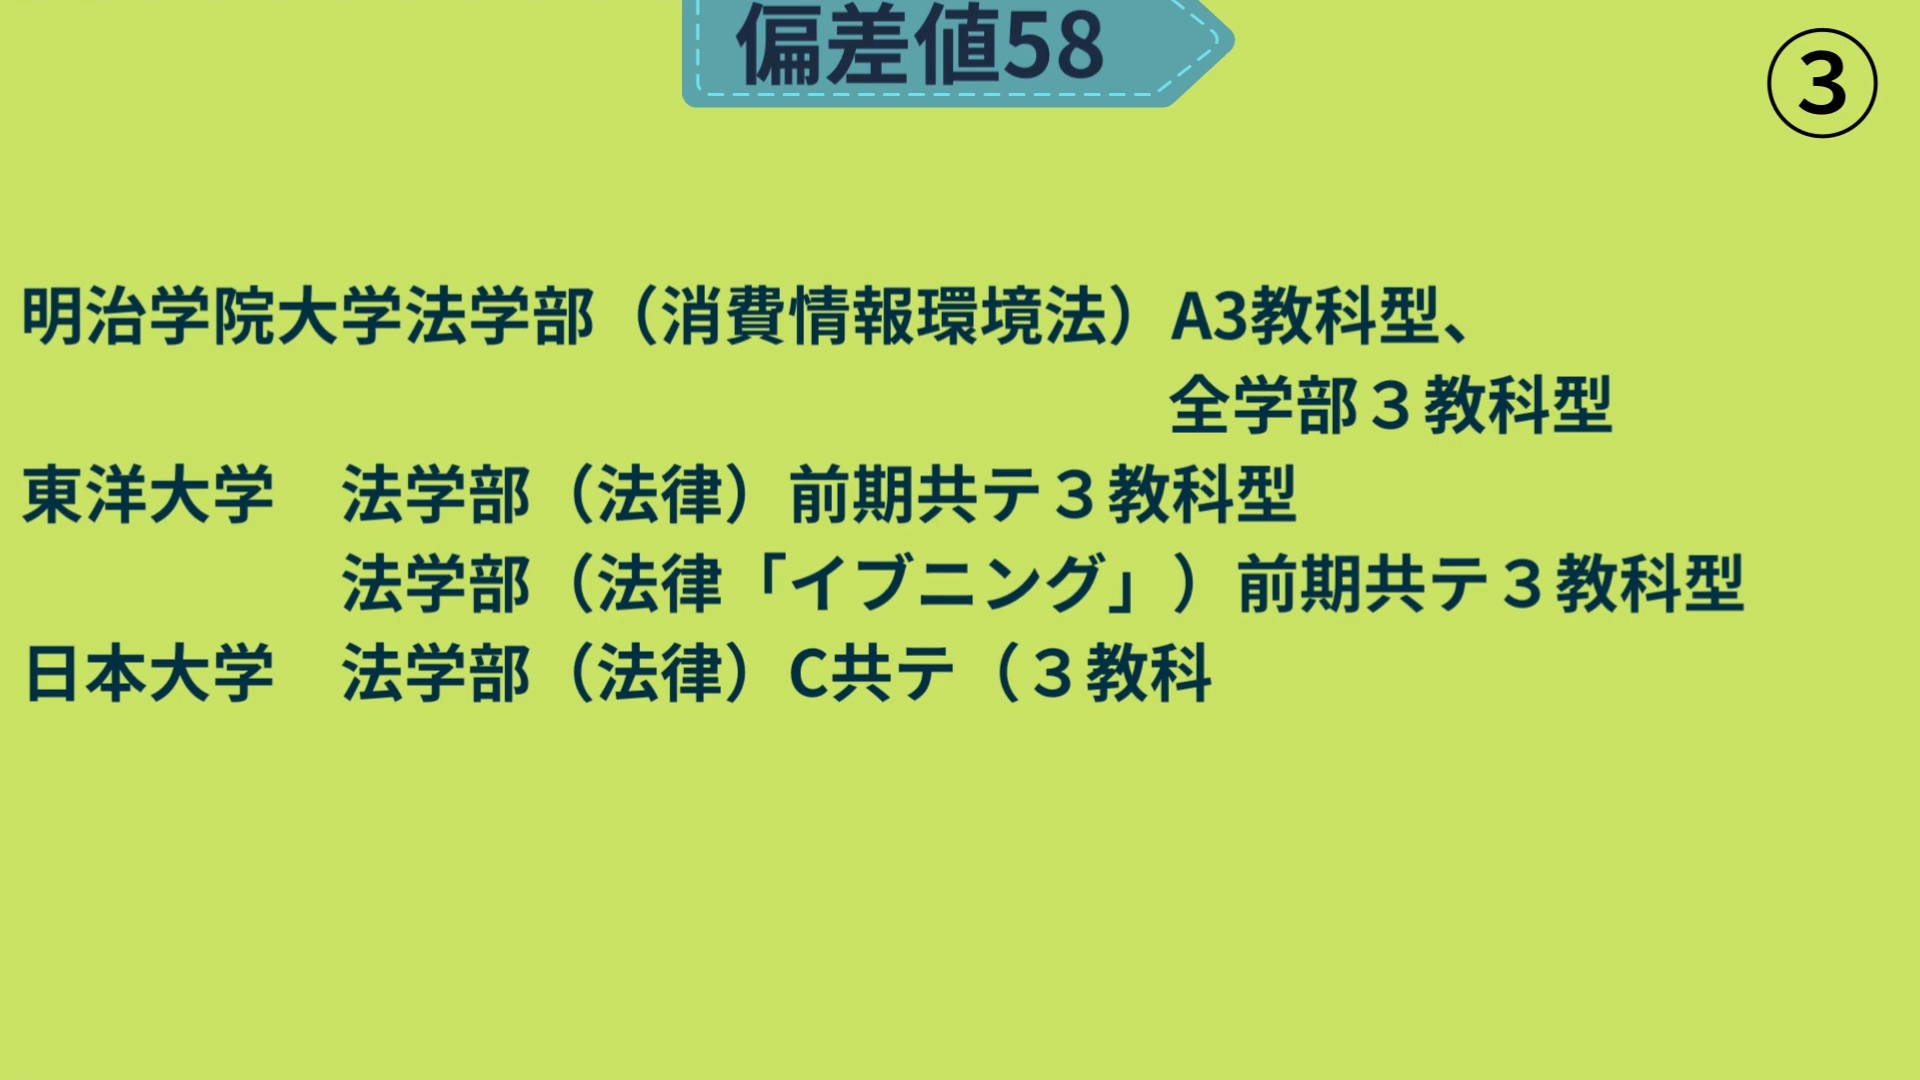 偏差値58
③
明治学院大学法学部（消費情報環境法）A3教科型、
全学部３教科型
東洋大学　法学部（法律）前期共テ３教科型
法学部（法律「イブニング」）前期共テ３教科型
日本大学　法学部（法律）C共テ（３教科